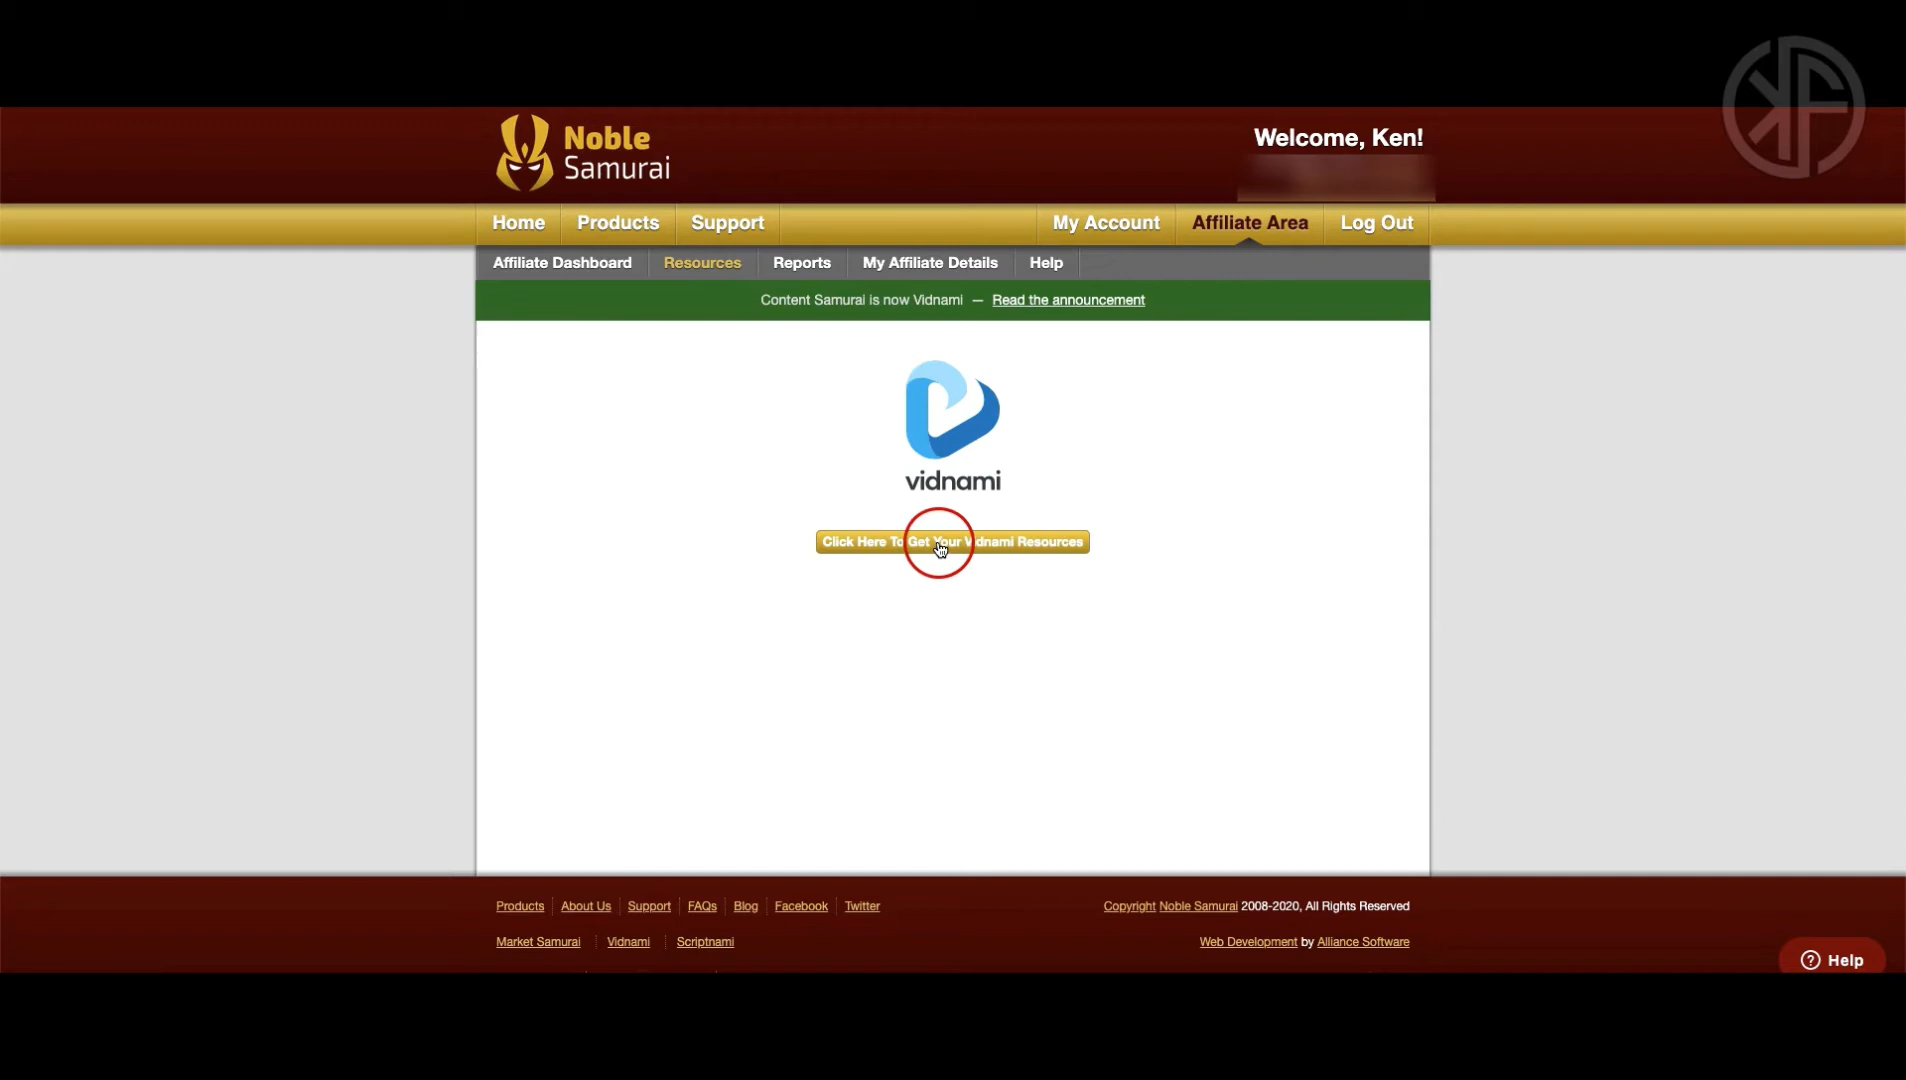 Noble
Samurai
Welcome, Ken!
Home Products Support My Account Affiliate Area Log Out
Affiliate Dashboard Resources Reports My Affiliate Details Help
Content Samurai is now Vidnami — Read the announcement
vidnami
Click Here To Get Your Vidnami Resources
Products About Us Support FAQs Blog Facebook Twitter
Copyright Noble Samurai 2008-2020, All Rights Reserved
Market Samurai Vidnami Scriptnami
Web Development by Alliance Software
? Help
KF